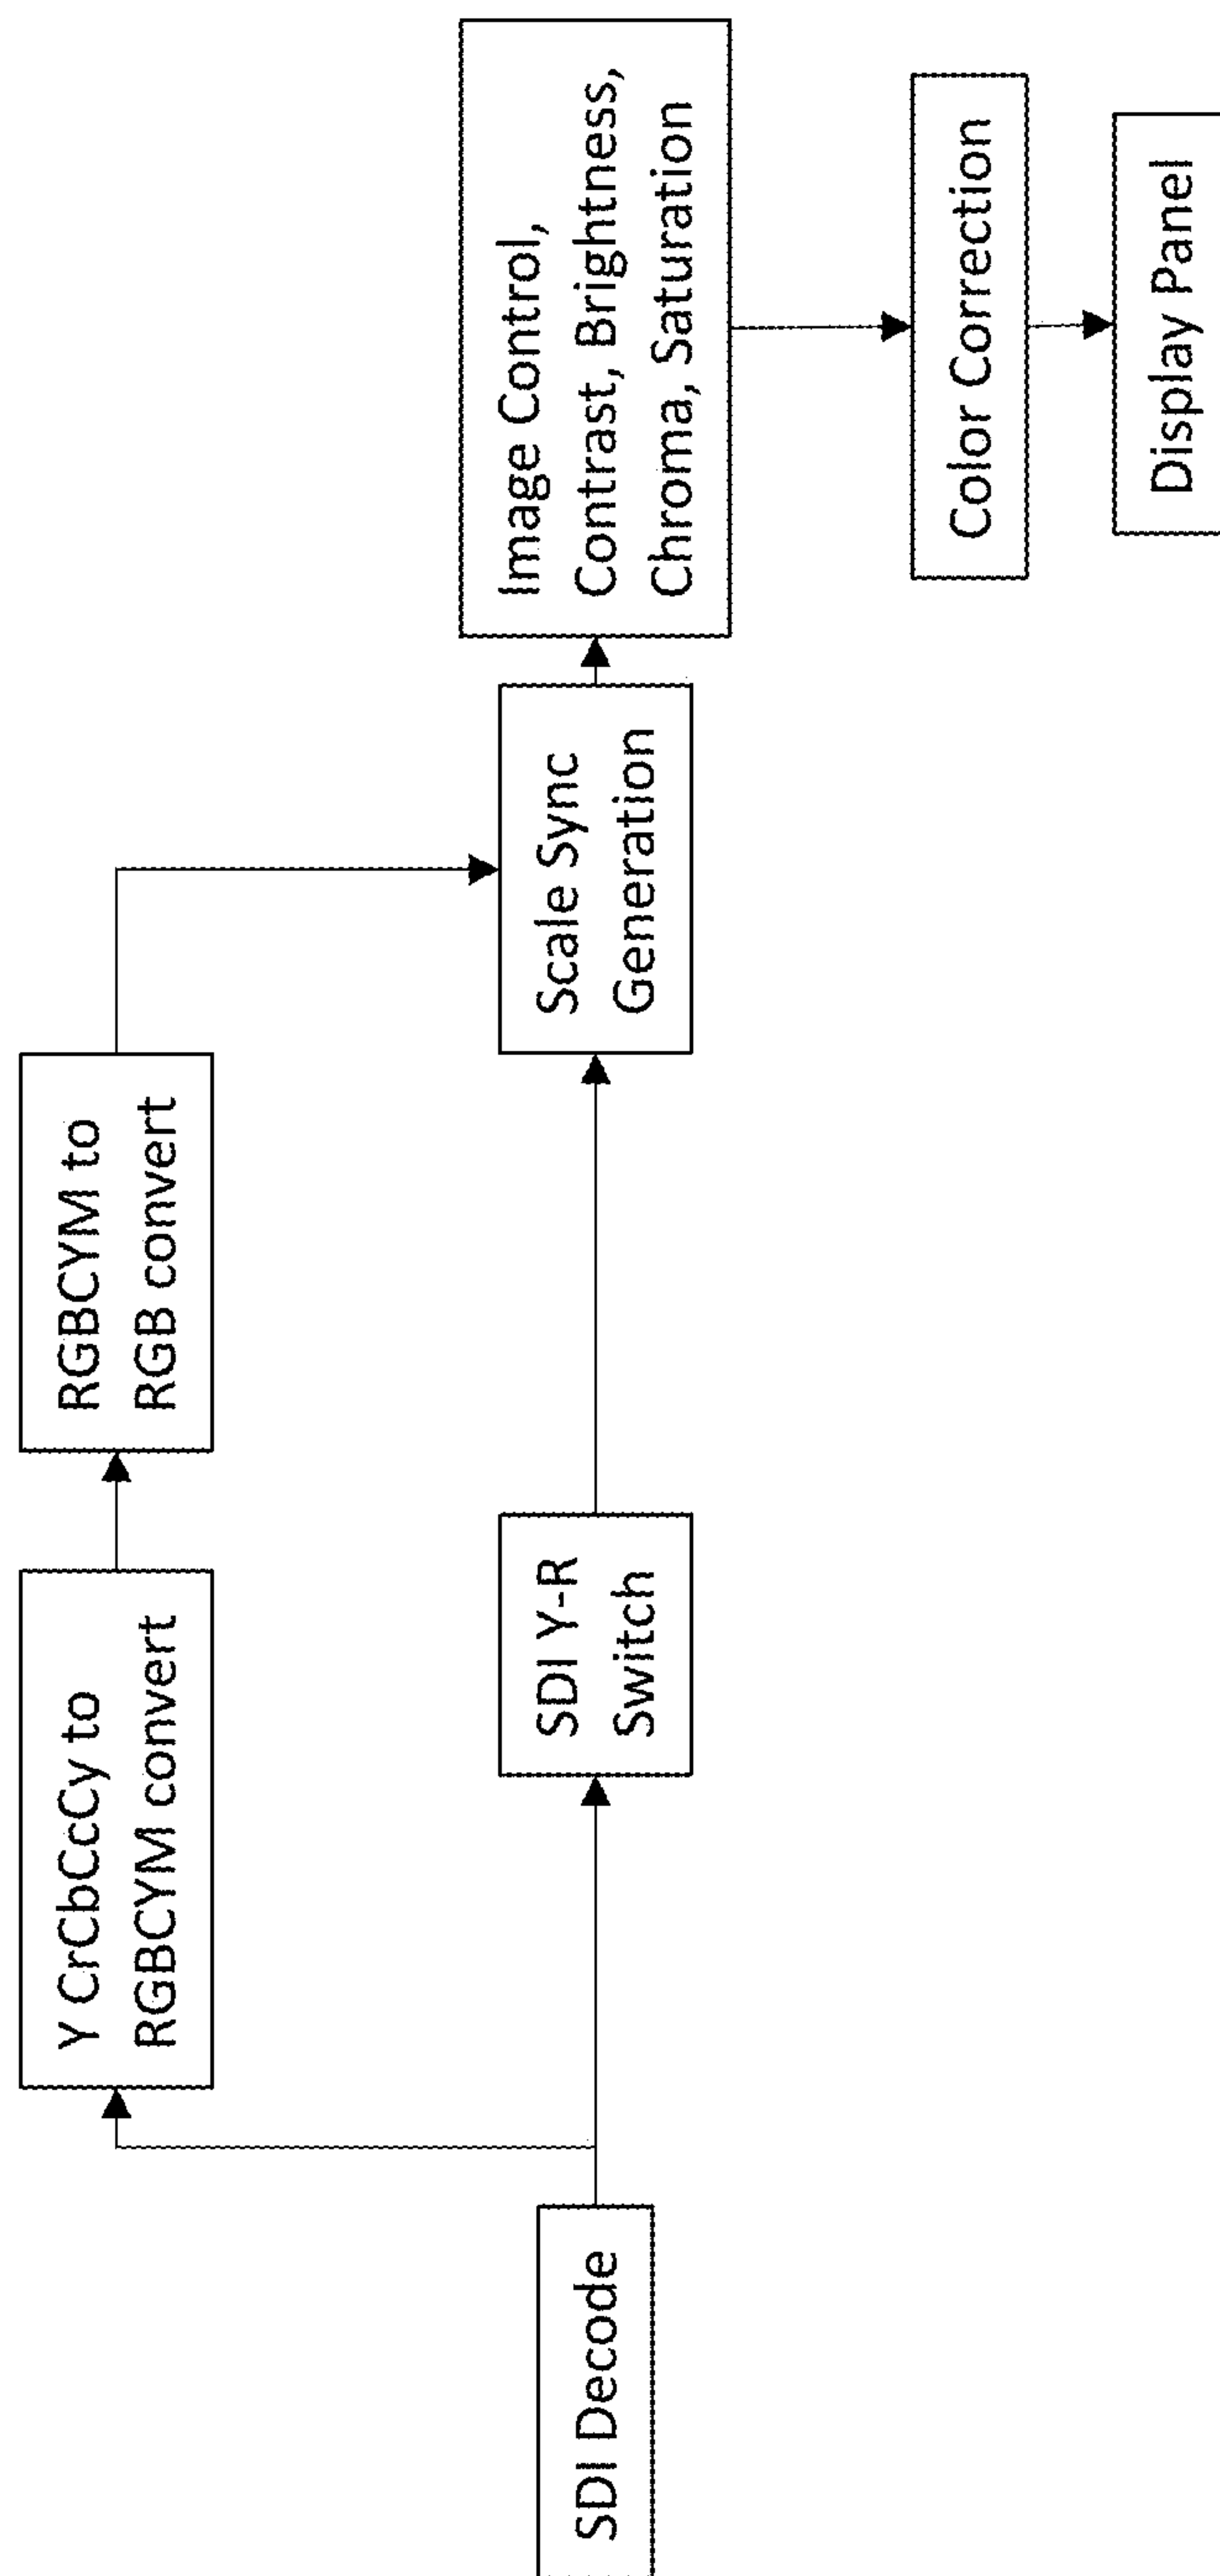 SDI Decode
Y CrCbCcCy to
RGBCYM convert
RGBCYM to
RGB convert
SDI Y-R
Switch
Scale Sync
Generation
Image Control,
Contrast, Brightness,
Chroma, Saturation
Color Correction
Display Panel